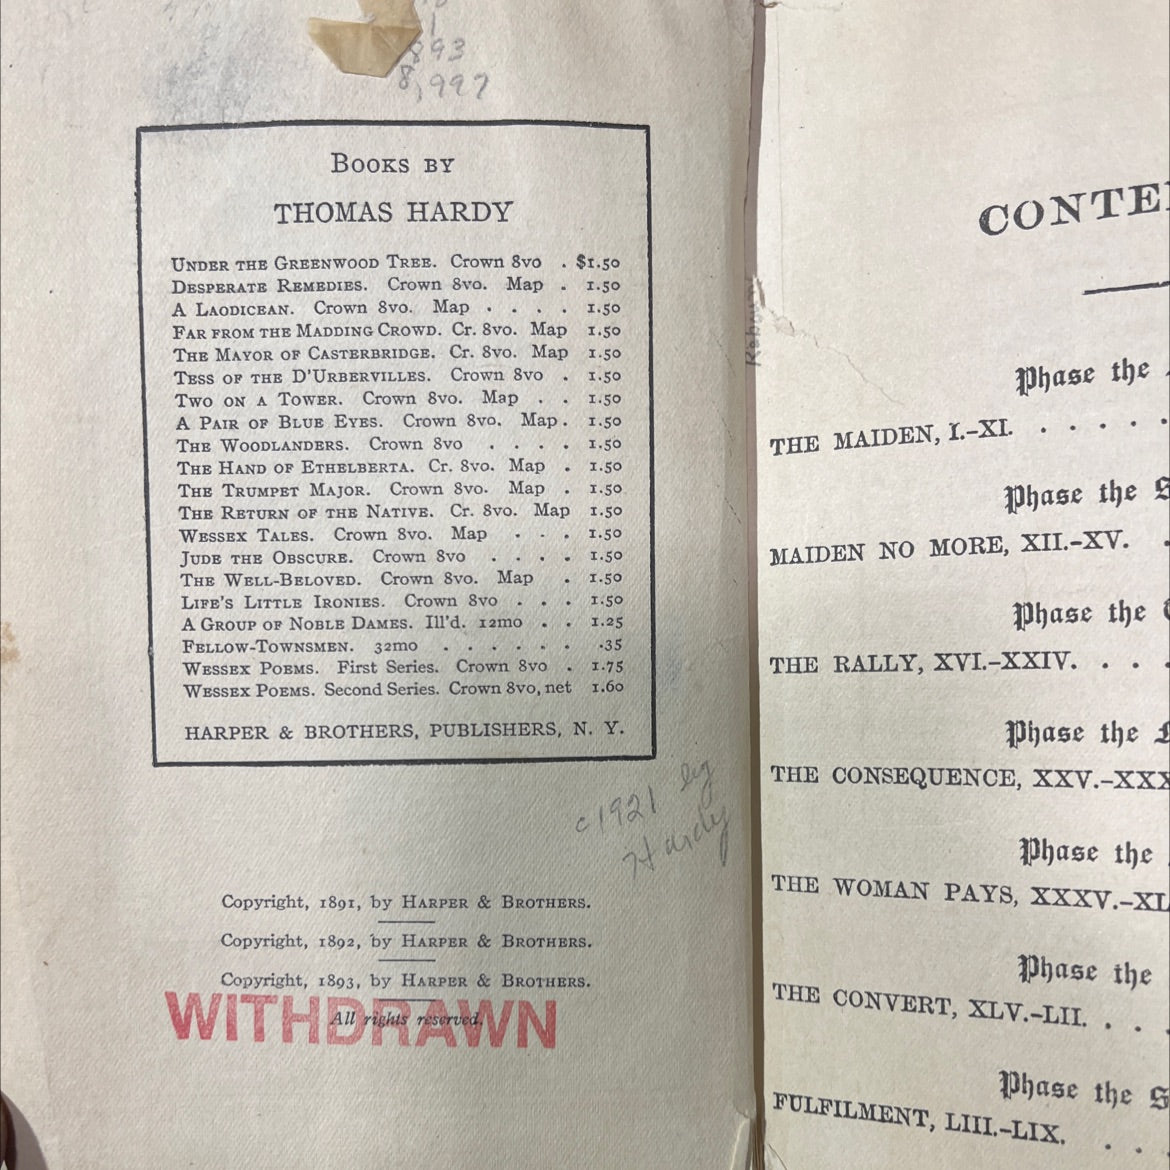 1
893
8,997
BOOKS BY
THOMAS HARDY
UNDER THE GREENWOOD TREE. Crown 8vo . $1.50
DESPERATE REMEDIES. Crown 8vo. Map . 1.50
A LAODICEAN. Crown 8vo. Map . . . . 1.50
FAR FROM THE MADDING CROWD. Cr. 8vo. Map 1.50
THE MAYOR OF CASTERBRIDGE. Cr. 8vo. Map 1.50
TESS OF THE D'URBERVILLES. Crown 8vo . 1.50
TWO ON A TOWER. Crown 8vo. Map . . 1.50
A PAIR OF BLUE EYES. Crown 8vo. Map . 1.50
THE WOODLANDERS. Crown 8vo . . . . 1.50
THE HAND OF ETHELBERTA. Cr. 8vo. Map . 1.50
THE TRUMPET MAJOR. Crown 8vo. Map . 1.50
THE RETURN OF THE NATIVE. Cr. 8vo. Map 1.50
WESSEX TALES. Crown 8vo. Map . . . 1.50
JUDE THE OBSCURE. Crown 8vo . . . . 1.50
THE WELL-BELOVED. Crown 8vo. Map . 1.50
LIFE'S LITTLE IRONIES. Crown 8vo . . . 1.50
A GROUP OF NOBLE DAMES. Ill'd. 12mo . . 1.25
FELLOW-TOWNSMEN. 32mo . . . . . . .35
WESSEX POEMS. First Series. Crown 8vo . 1.75
WESSEX POEMS. Second Series. Crown 8vo, net 1.60
HARPER & BROTHERS, PUBLISHERS, N. Y.
c1921 by
Hardy
Copyright, 1891, by HARPER & BROTHERS.
Copyright, 1892, by HARPER & BROTHERS.
Copyright, 1893, by HARPER & BROTHERS.
All rights reserved.
WITHDRAWN
CONTE
Phase the
THE MAIDEN, I.–XI. . . . . .
Phase the S
MAIDEN NO MORE, XII.–XV. .
Phase the
THE RALLY, XVI.–XXIV. . . .
Phase the
THE CONSEQUENCE, XXV.–XXX
Phase the
THE WOMAN PAYS, XXXV.–XL
Phase the
THE CONVERT, XLV.–LII. . . .
Phase the S
FULFILMENT, LIII.–LIX. . .